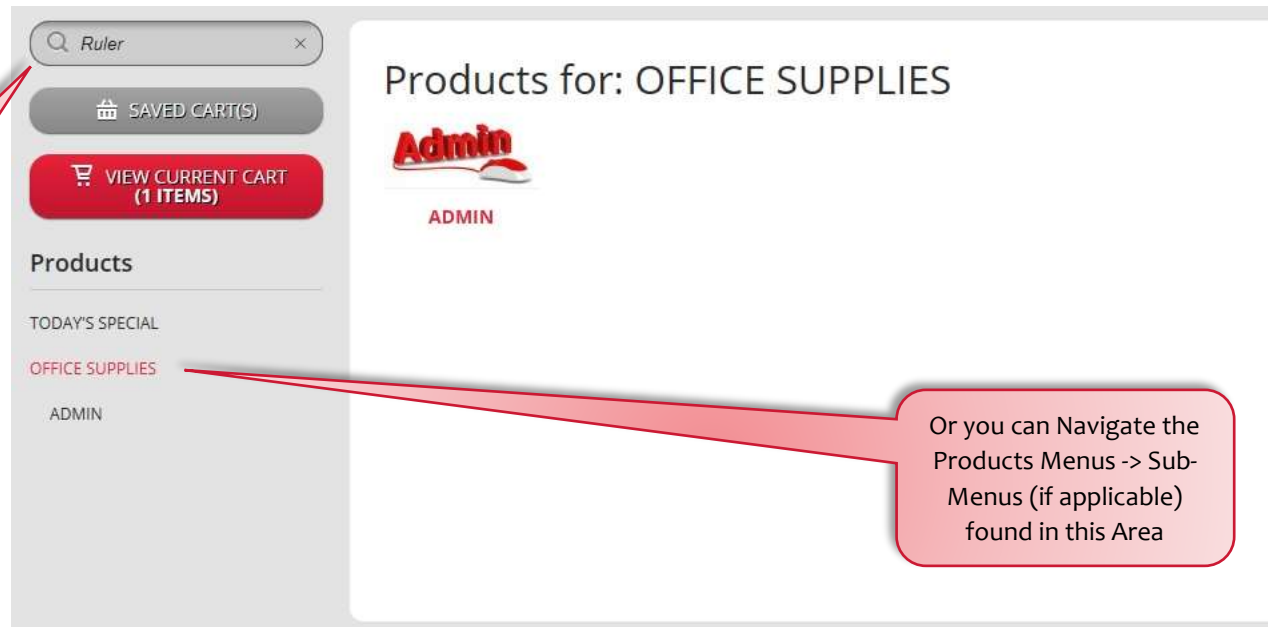 Ruler ×
SAVED CART(S)
VIEW CURRENT CART
(1 ITEMS)
Products
TODAY'S SPECIAL
OFFICE SUPPLIES
ADMIN
Products for: OFFICE SUPPLIES
Admin
ADMIN
Or you can Navigate the
Products Menus -> Sub-
Menus (if applicable)
found in this Area